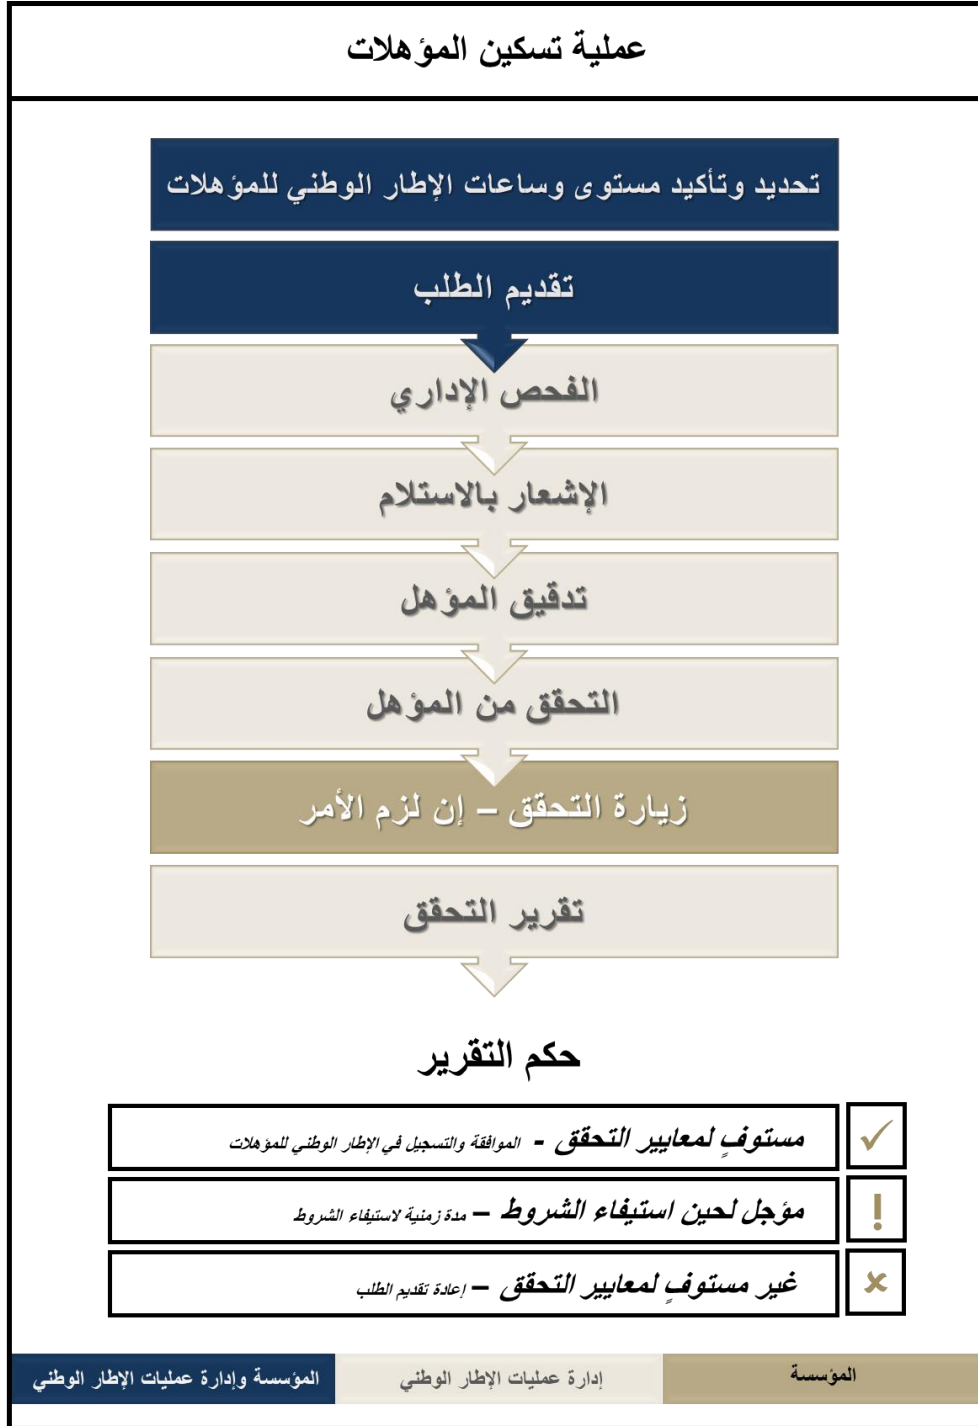 عملية تسكين المؤهلات
تحديد وتأكيد مستوى وساعات الإطار الوطني للمؤهلات
تقديم الطلب
الفحص الإداري
الإشعار بالاستلام
تدقيق المؤهل
التحقق من المؤهل
زيارة التحقق – إن لزم الأمر
تقرير التحقق
حكم التقرير
مستوفٍ لمعايير التحقق - الموافقة والتسجيل في الإطار الوطني للمؤهلات
مؤجل لحين استيفاء الشروط – مدة زمنية لاستيفاء الشروط
غير مستوفٍ لمعايير التحقق – إعادة تقديم الطلب
المؤسسة
إدارة عمليات الإطار الوطني
المؤسسة وإدارة عمليات الإطار الوطني